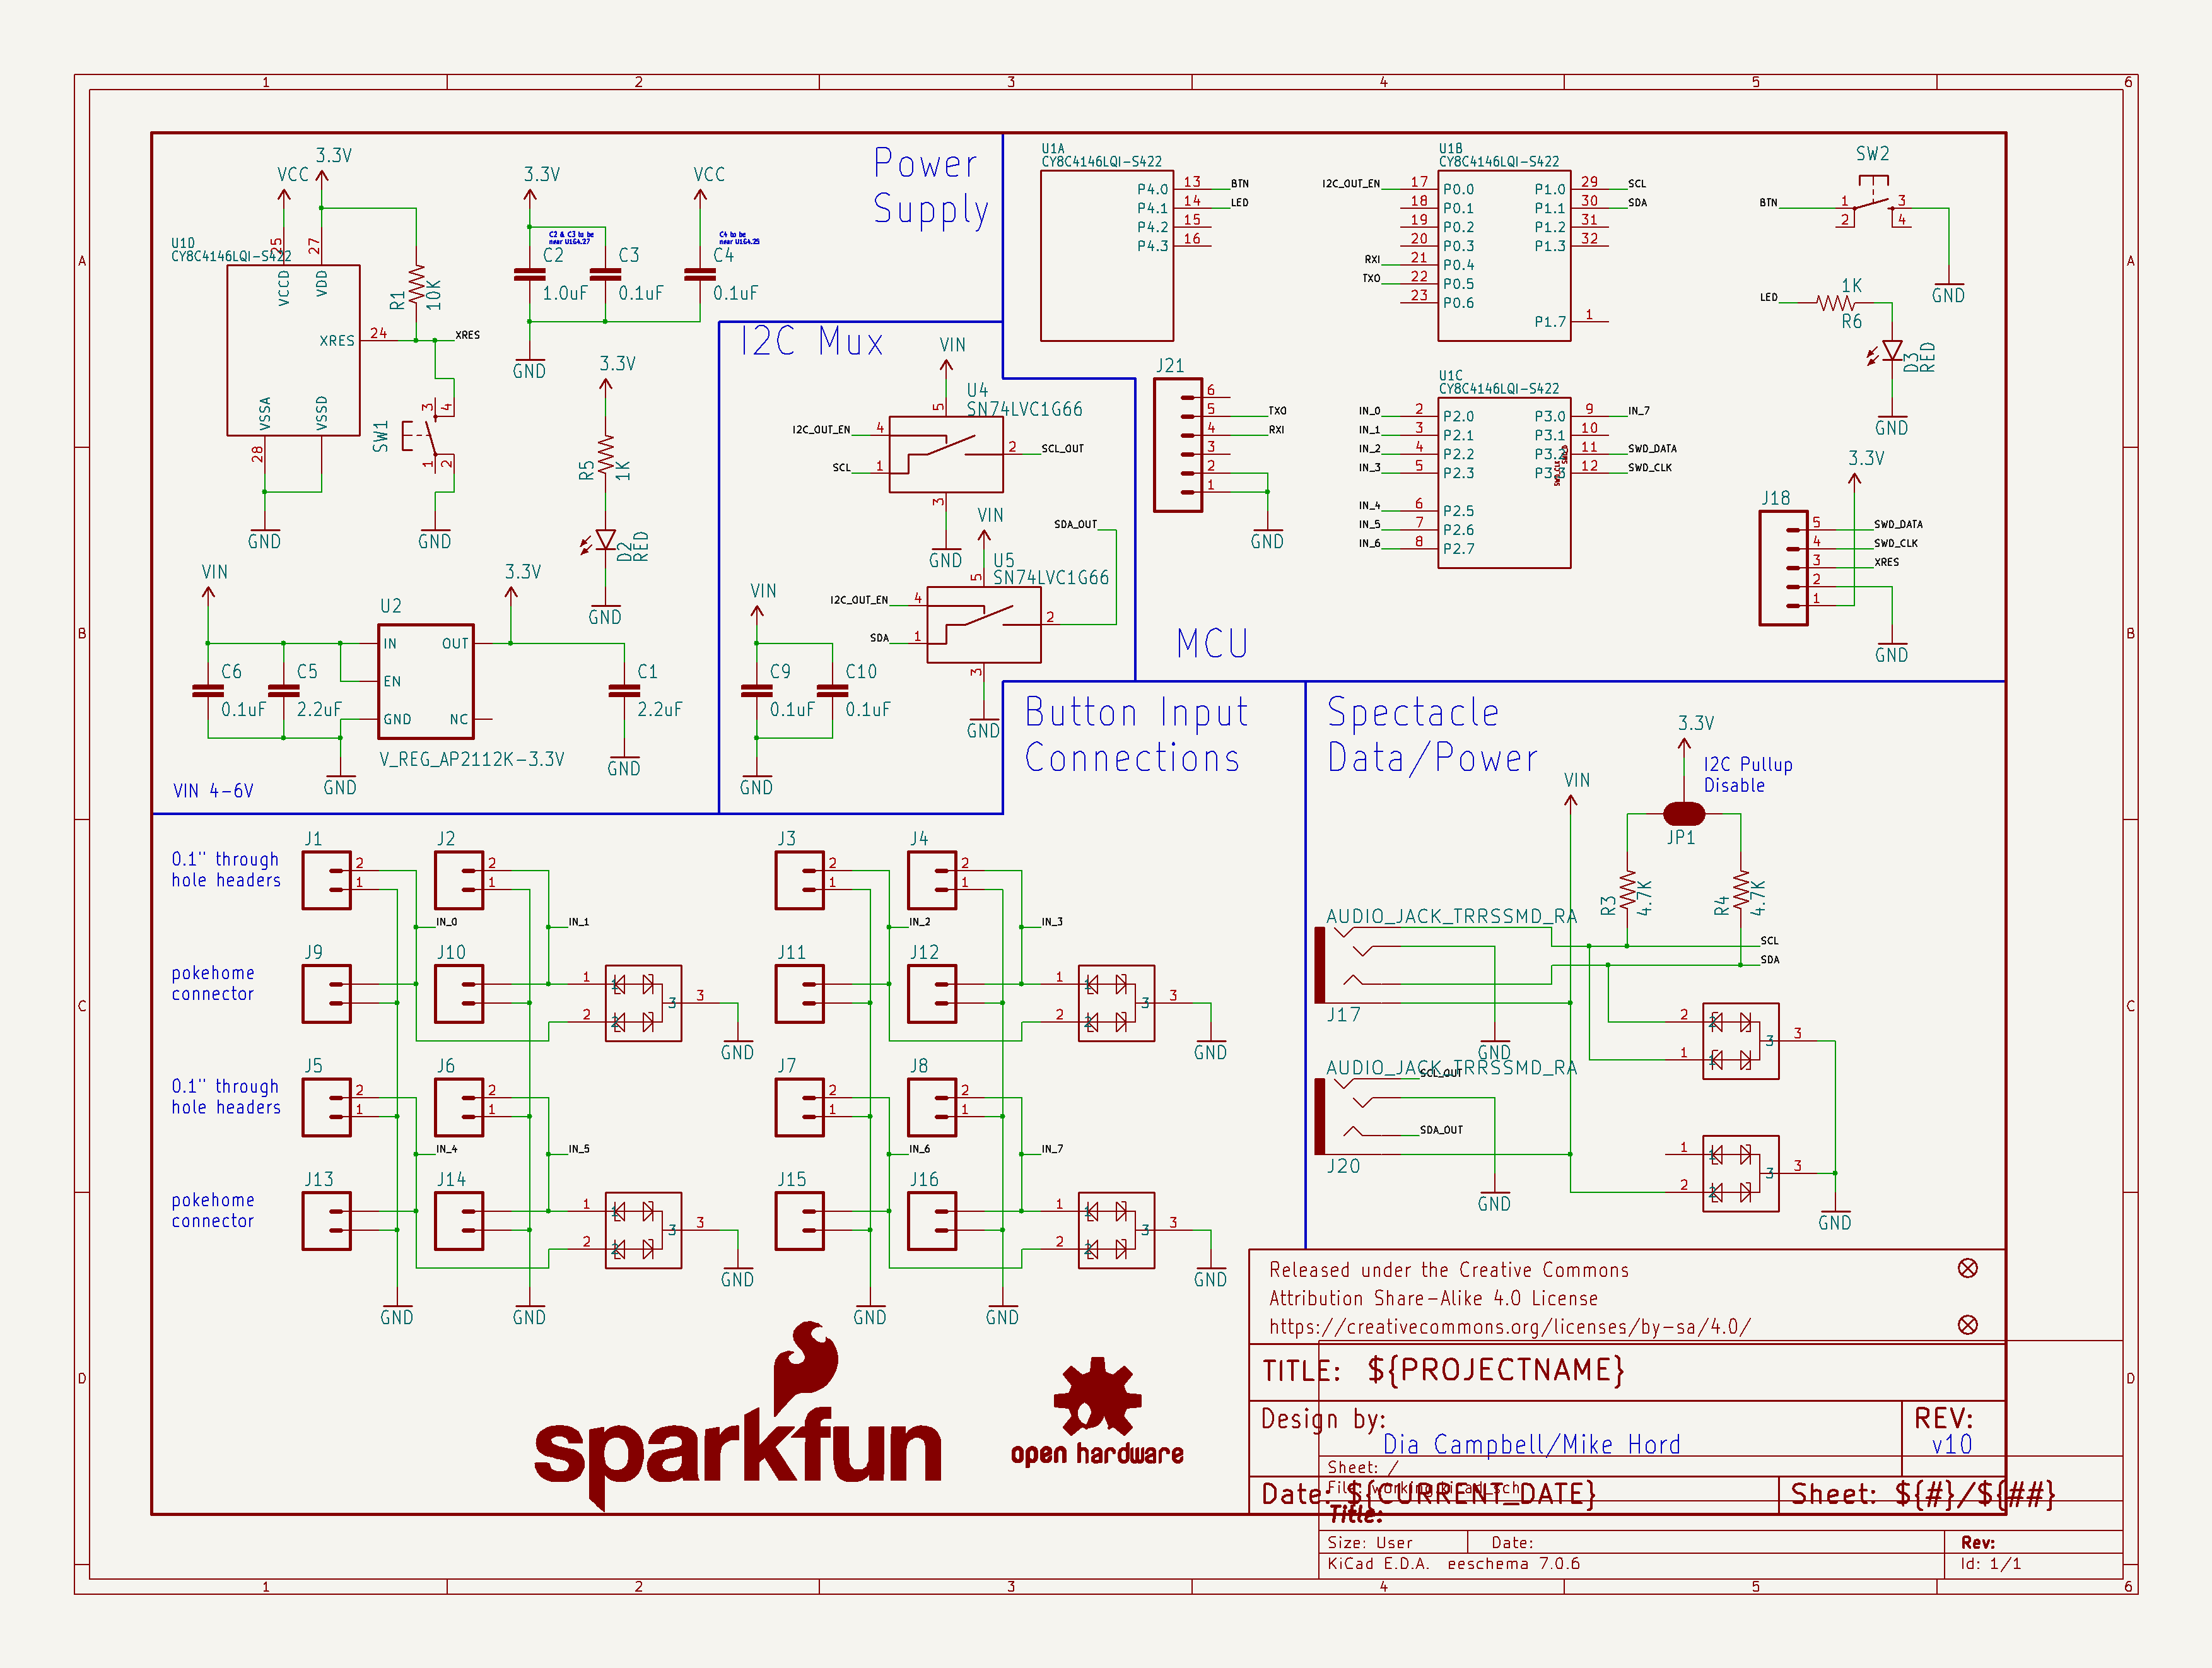 1 2 3 4 5 6
A A
B B
C C
D D
Power
Supply
VCC
3.3V
U1D
CY8C4146LQI-S422
25
27
VCCD
VDD
XRES
24
XRES
VSSA
VSSD
28
GND
R1
10K
SW1
3
4
1
2
GND
3.3V
C2 & C3 to be
near U1G4.27
C2
1.0uF
C3
0.1uF
GND
VCC
C4 to be
near U1G4.25
C4
0.1uF
3.3V
R5
1K
D2
RED
GND
VIN
C6
0.1uF
C5
2.2uF
U2
IN
OUT
EN
GND
NC
V_REG_AP2112K-3.3V
GND
3.3V
C1
2.2uF
GND
VIN 4-6V
I2C Mux
VIN
U4
SN74LVC1G66
5
I2C_OUT_EN
4
SCL
1
2
SCL_OUT
3
GND
VIN
U5
SN74LVC1G66
5
SDA_OUT
I2C_OUT_EN
4
SDA
1
2
3
GND
VIN
C9
0.1uF
C10
0.1uF
GND
MCU
U1A
CY8C4146LQI-S422
P4.0 13 BTN
P4.1 14 LED
P4.2 15
P4.3 16
U1B
CY8C4146LQI-S422
I2C_OUT_EN 17 P0.0
18 P0.1
19 P0.2
20 P0.3
RXI 21 P0.4
TXO 22 P0.5
23 P0.6
P1.0 29 SCL
P1.1 30 SDA
P1.2 31
P1.3 32
P1.7 1
J21
6
5 TXO
4 RXI
3
2
1
GND
U1C
CY8C4146LQI-S422
IN_0 2 P2.0
IN_1 3 P2.1
IN_2 4 P2.2
IN_3 5 P2.3
IN_4 6 P2.5
IN_5 7 P2.6
IN_6 8 P2.7
P3.0 9 IN_7
P3.1 10
P3.2 11 SWD_DATA
P3.3 12 SWD_CLK
SW2
BTN
1 3
2 4
GND
LED
1K
R6
D3
RED
GND
3.3V
J18
5 SWD_DATA
4 SWD_CLK
3 XRES
2
1
GND
Button Input
Connections
0.1" through
hole headers
J1 J2 J3 J4
2 2 2 2
1 1 1 1
IN_0 IN_1 IN_2 IN_3
pokehome
connector
J9 J10 J11 J12
1 1
3 3
2 2
GND GND
0.1" through
hole headers
J5 J6 J7 J8
2 2 2 2
1 1 1 1
IN_4 IN_5 IN_6 IN_7
pokehome
connector
J13 J14 J15 J16
1 1
3 3
2 2
GND GND
GND GND GND GND
Spectacle
Data/Power
3.3V
I2C Pullup
Disable
JP1
VIN
R3
4.7K
R4
4.7K
AUDIO_JACK_TRRSSMD_RA
SCL
SDA
J17
GND
2
1
3
AUDIO_JACK_TRRSSMD_RA
SCL_OUT
SDA_OUT
J20
GND
1
2
3
GND
Released under the Creative Commons
Attribution Share-Alike 4.0 License
https://creativecommons.org/licenses/by-sa/4.0/
TITLE: ${PROJECTNAME}
Design by:
Dia Campbell/Mike Hord
REV:
v10
Sheet: /
File: working.kicad_sch
Date: ${CURRENT_DATE}
Sheet: ${#}/${##}
Title:
Size: User
Date:
Rev:
KiCad E.D.A. eeschema 7.0.6
Id: 1/1
sparkfun
open hardware
1 2 3 4 5 6